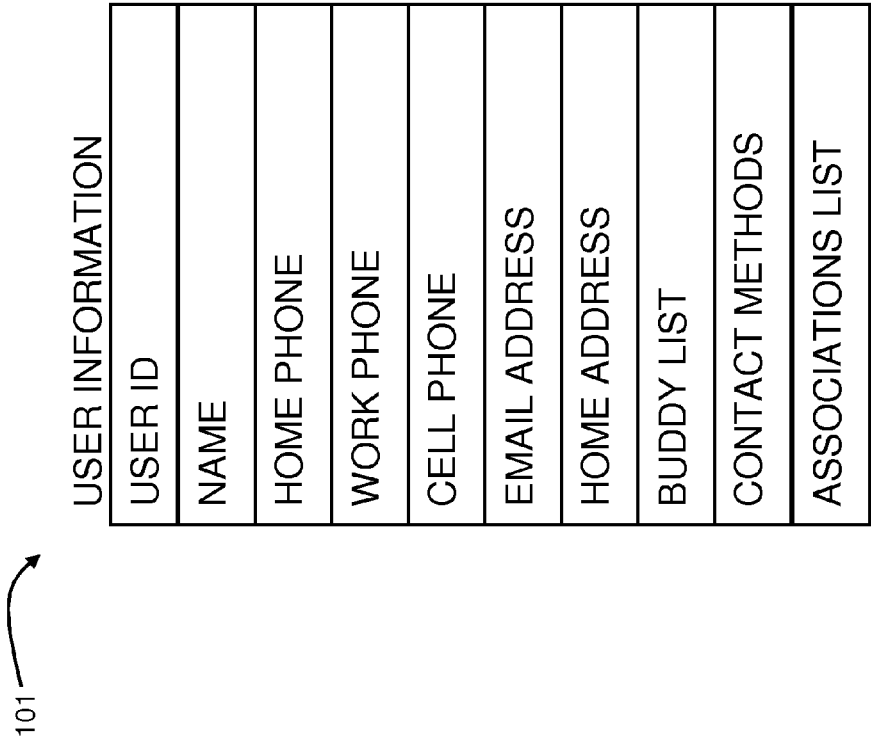 101
USER INFORMATION
USER ID
NAME
HOME PHONE
WORK PHONE
CELL PHONE
EMAIL ADDRESS
HOME ADDRESS
BUDDY LIST
CONTACT METHODS
ASSOCIATIONS LIST